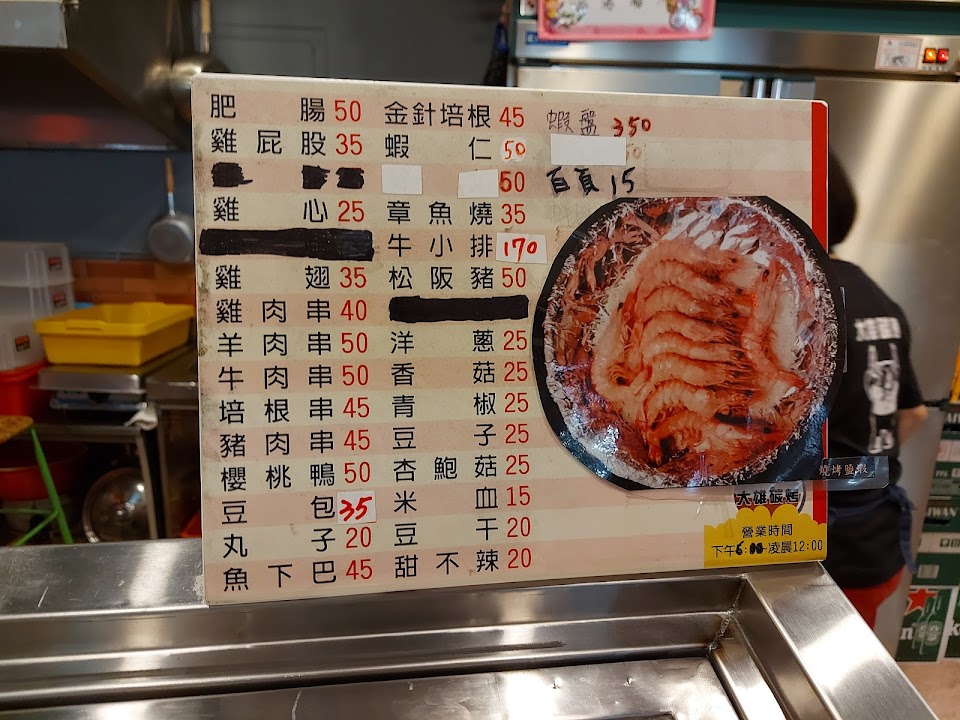 肥腸50
雞屁股35
雞心25
雞翅35
雞肉串40
羊肉串50
牛肉串50
培根串45
豬肉串45
櫻桃鴨50
豆包35
丸子20
魚下巴45
金針培根45
蝦仁50
50
章魚燒35
牛小排170
松阪豬50
洋蔥25
香菇25
青椒25
豆子25
杏鮑菇25
米血15
豆干20
甜不辣20
蝦盤350
百頁15
燒烤鹽蝦
大雄碳烤
營業時間
下午6:00-凌晨12:00